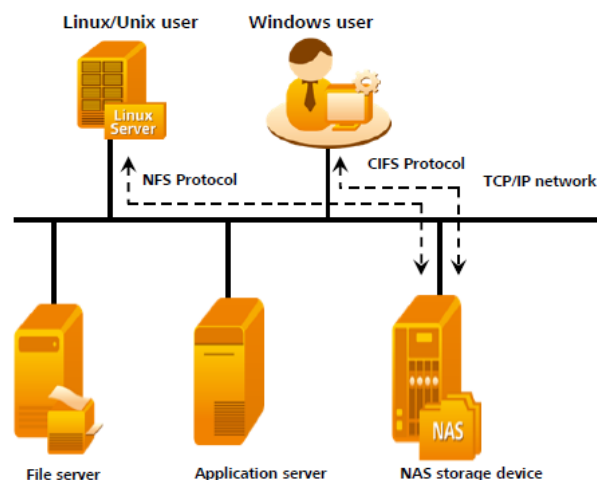 Linux/Unix user
Windows user
Linux
Server
NFS Protocol
CIFS Protocol
TCP/IP network
NAS
File server
Application server
NAS storage device